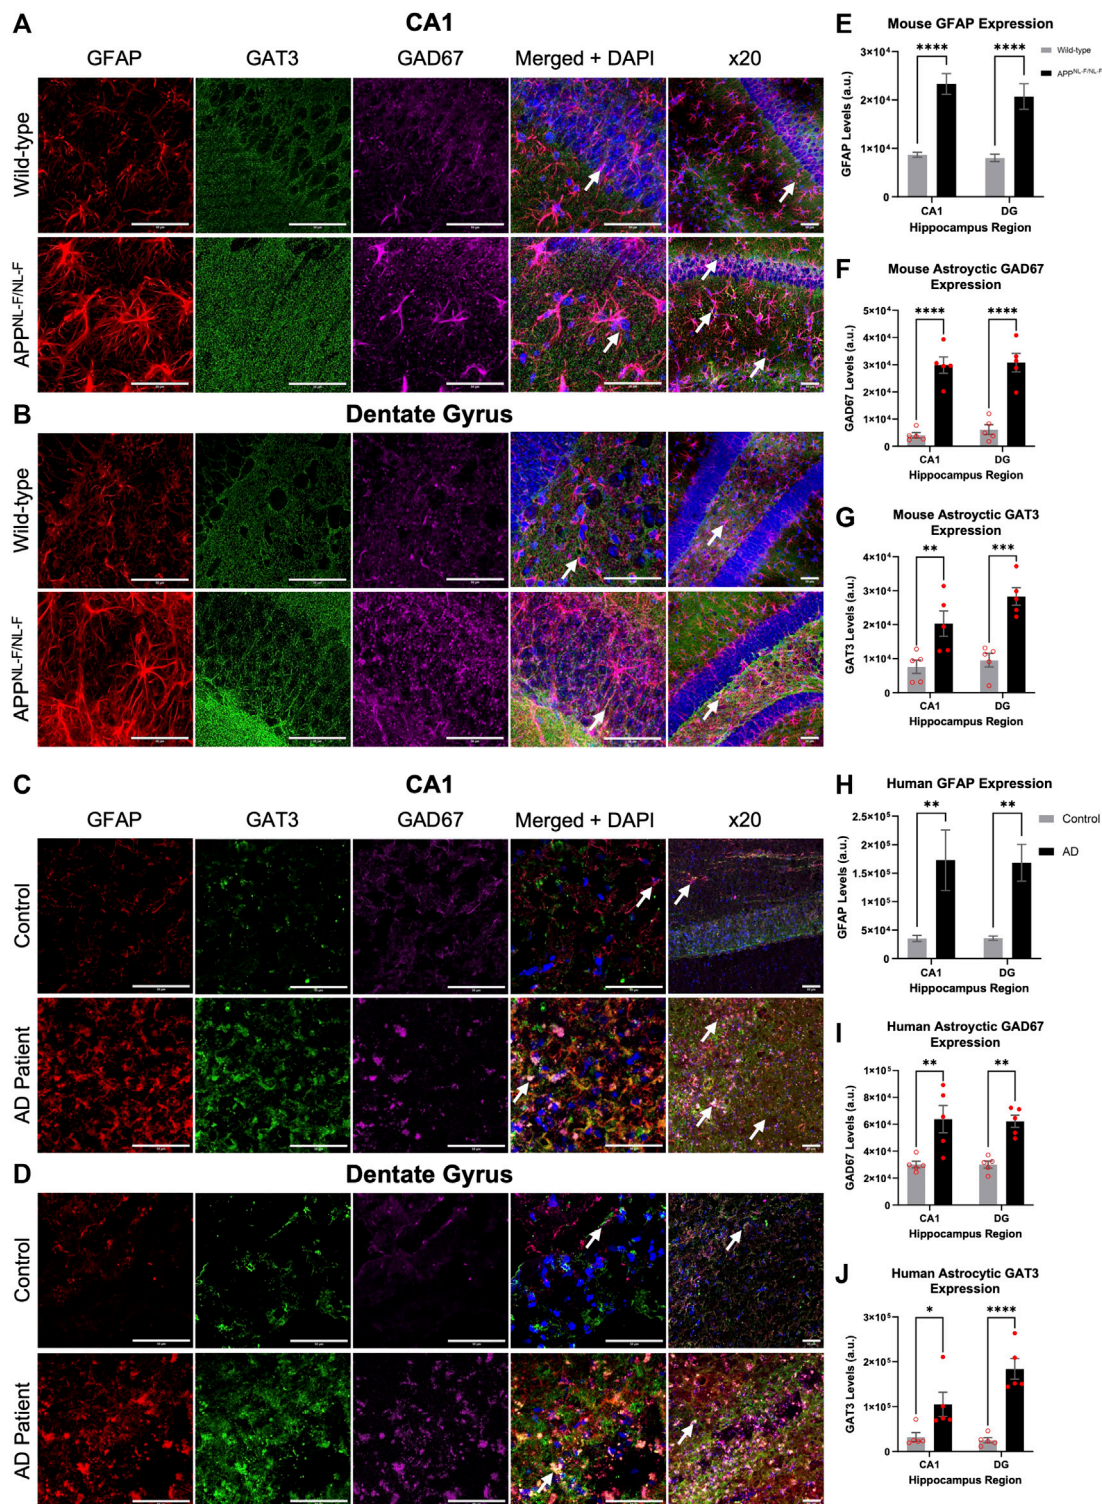 A
CA1
GFAP GAT3 GAD67 Merged + DAPI x20
Wild-type
APPNL-F/NL-F
B
Dentate Gyrus
Wild-type
APPNL-F/NL-F
C
CA1
GFAP GAT3 GAD67 Merged + DAPI x20
Control
AD Patient
D
Dentate Gyrus
Control
AD Patient
E
Mouse GFAP Expression
Wild-type
APPNL-F/NL-F
**** ****
3×10⁴
2×10⁴
1×10⁴
0
GFAP Levels (a.u.)
CA1 DG
Hippocampus Region
F
Mouse Astroyctic GAD67
Expression
**** ****
5×10⁴
4×10⁴
3×10⁴
2×10⁴
1×10⁴
0
GAD67 Levels (a.u.)
CA1 DG
Hippocampus Region
G
Mouse Astroyctic GAT3
Expression
** ***
4×10⁴
3×10⁴
2×10⁴
1×10⁴
0
GAT3 Levels (a.u.)
CA1 DG
Hippocampus Region
H
Human GFAP Expression
Control
AD
** **
2.5×10⁵
2×10⁵
1.5×10⁵
1×10⁵
5×10⁴
0
GFAP Levels (a.u.)
CA1 DG
Hippocampus Region
I
Human Astroyctic GAD67
Expression
** **
1×10⁵
8×10⁴
6×10⁴
4×10⁴
2×10⁴
0
GAD67 Levels (a.u.)
CA1 DG
Hippocampus Region
J
Human Astrocytic GAT3
Expression
* ****
3×10⁵
2×10⁵
1×10⁵
0
GAT3 Levels (a.u.)
CA1 DG
Hippocampus Region